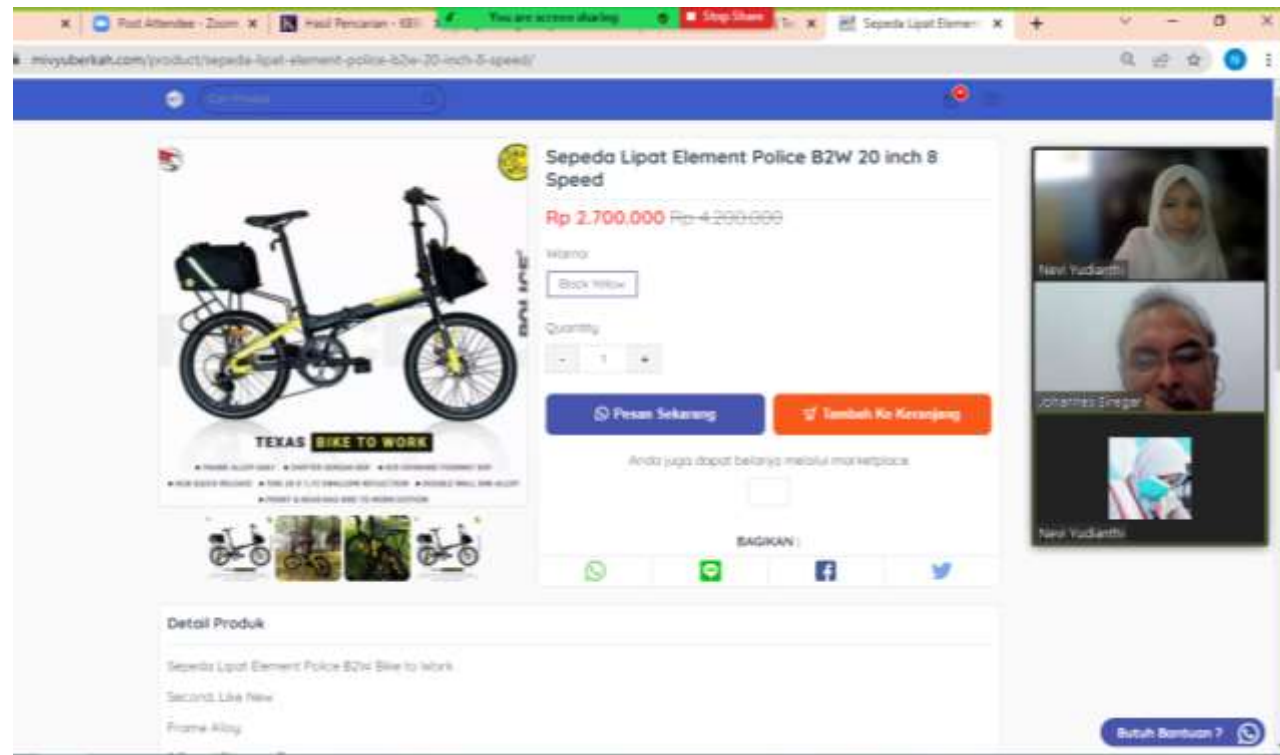 Post Attendee - Zoom
Hasil Pencarian - KBBI
You are screen sharing
Stop Share
Sepeda Lipat Elemen
mivyuberkah.com/product/sepeda-lipat-element-police-b2w-20-inch-8-speed/
Cari Produk
Sepeda Lipat Element Police B2W 20 inch 8
Speed
Rp 2.700.000 Rp 4.200.000
Warna
Black Yellow
Quantity
- 1 +
Pesan Sekarang
Tambah Ke Keranjang
Anda juga dapat belanja melalui marketplace
BAGIKAN :
POLICE
TEXAS BIKE TO WORK
Detail Produk
Sepeda Lipat Element Police B2W Bike to Work
Second, Like New
Frame Alloy
Nevi Yudianthi
Johannes Siregar
Nevi Yudianthi
Butuh Bantuan ?